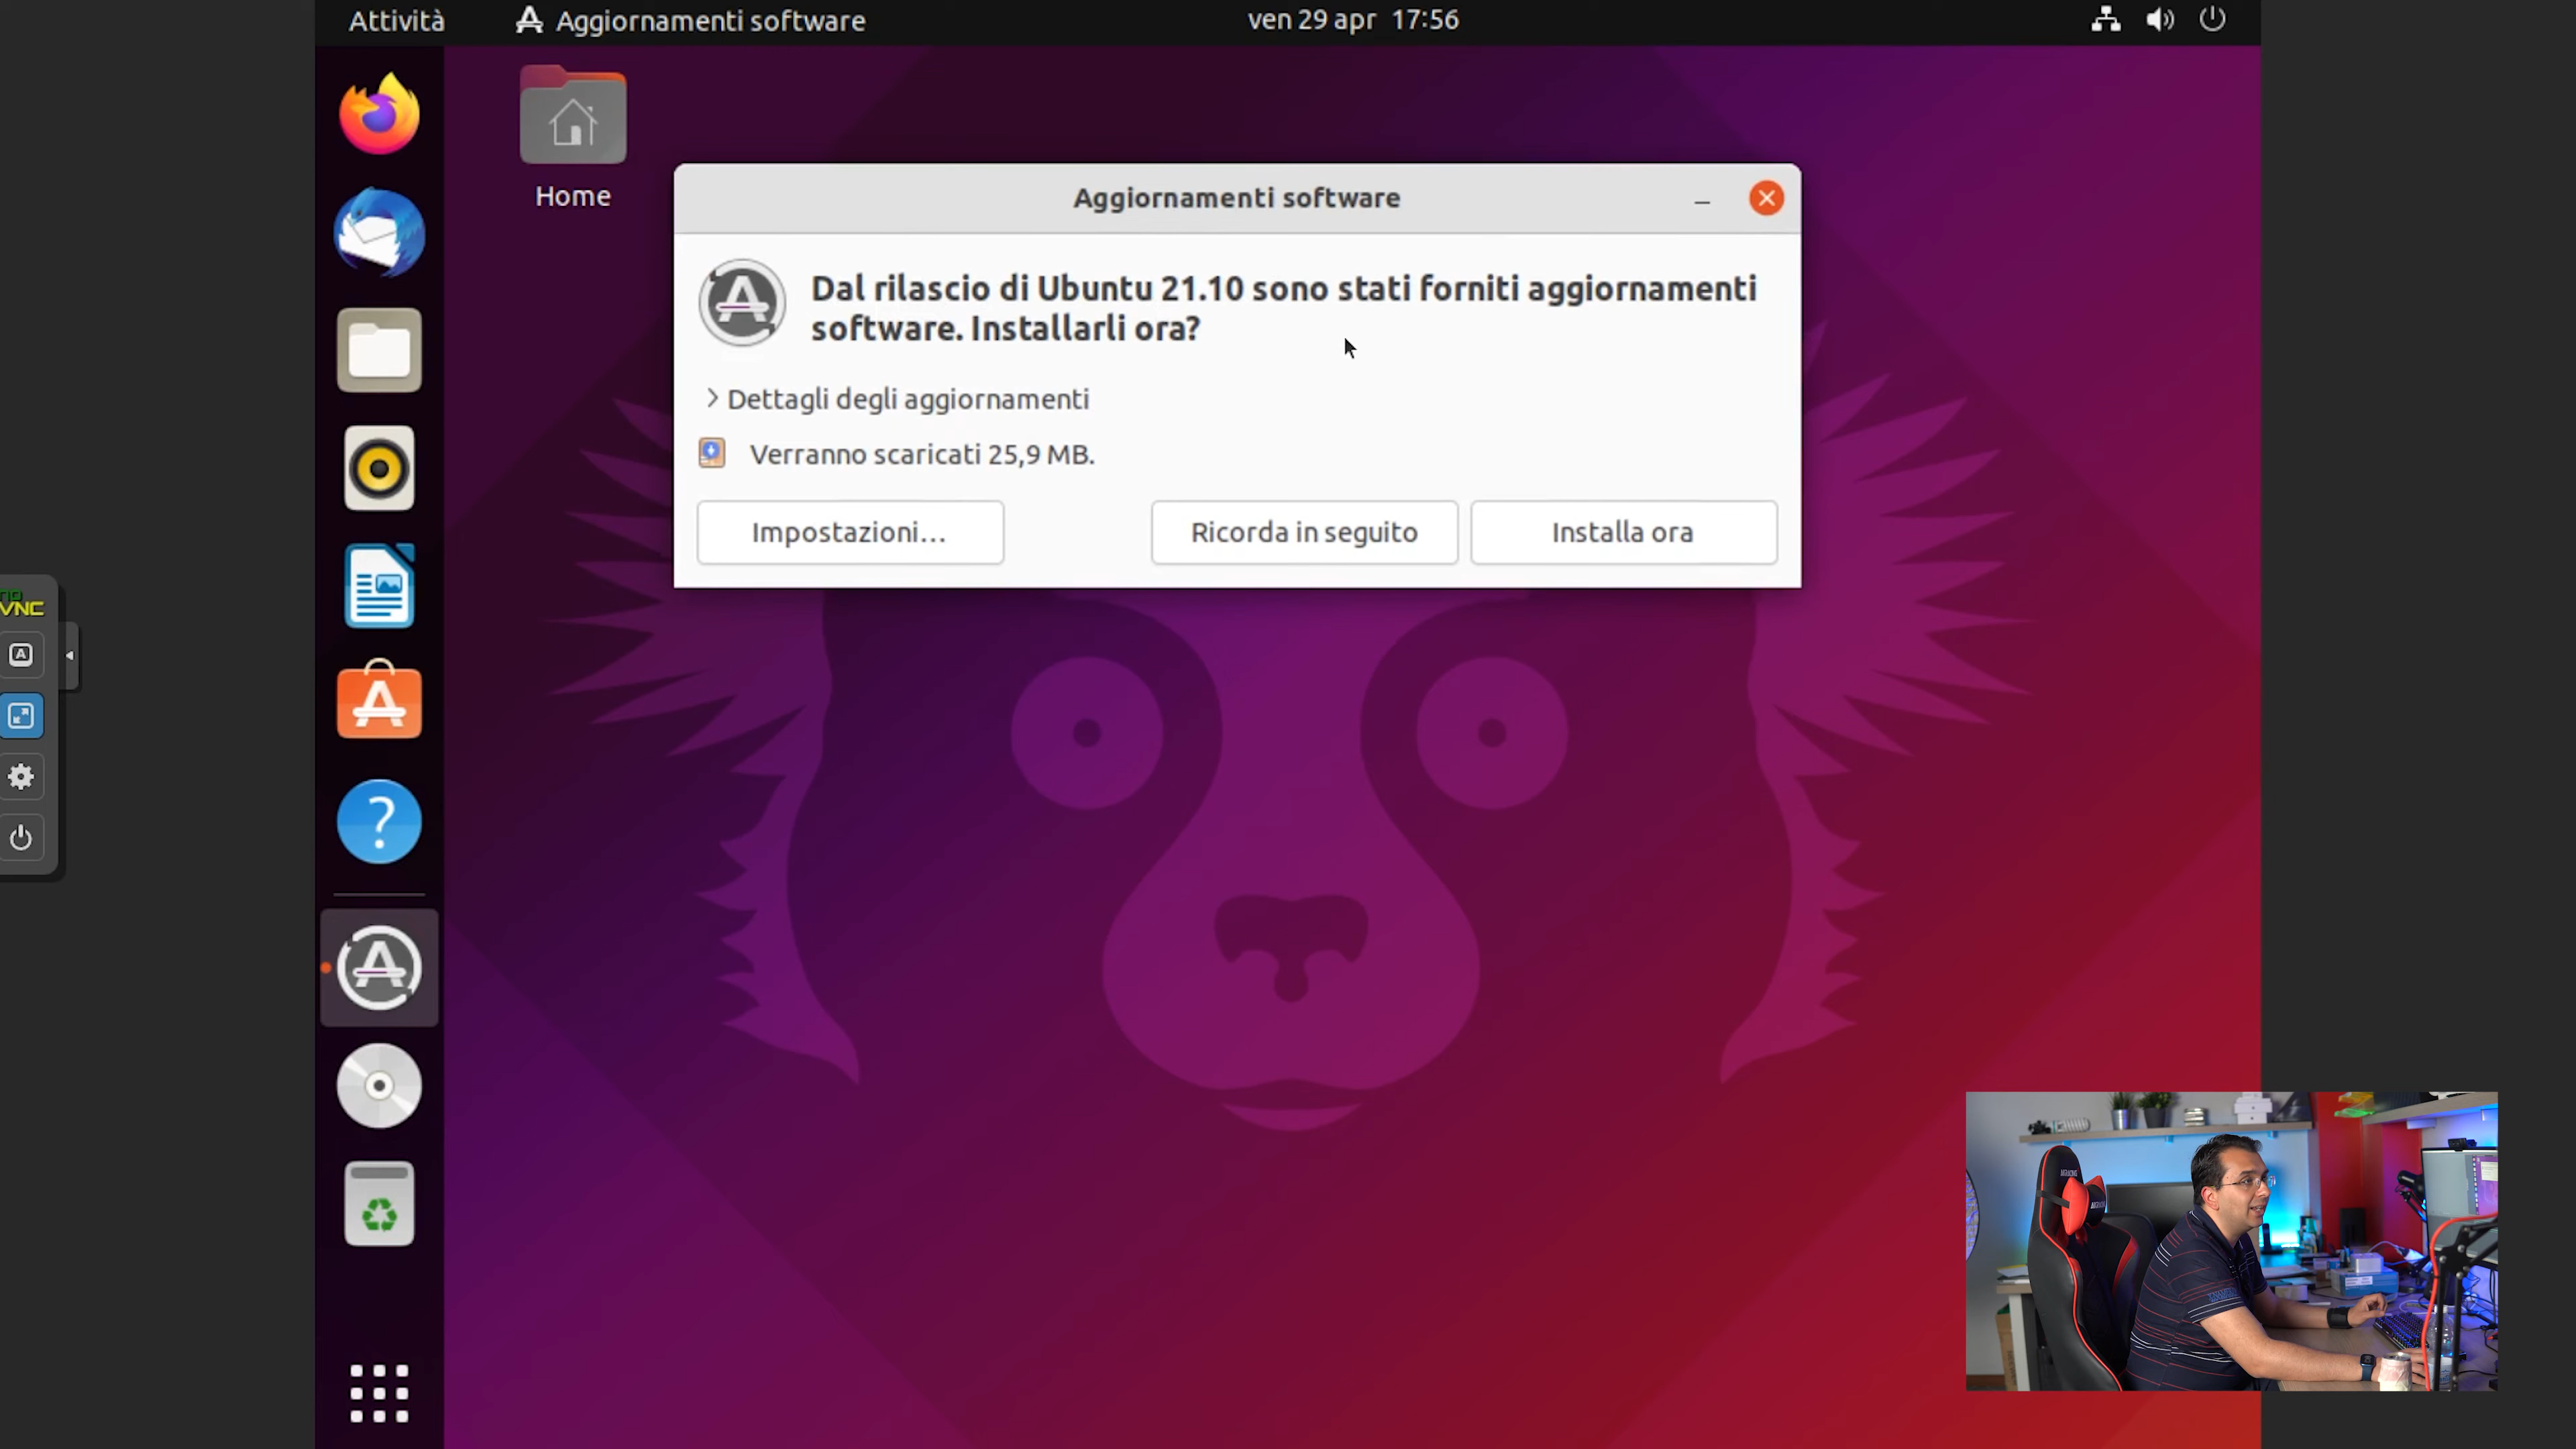 Attività
Aggiornamenti software
ven 29 apr 17:56
Home
Aggiornamenti software
Dal rilascio di Ubuntu 21.10 sono stati forniti aggiornamenti
software. Installarli ora?
Dettagli degli aggiornamenti
Verranno scaricati 25,9 MB.
Impostazioni...
Ricorda in seguito
Installa ora
no
VNC